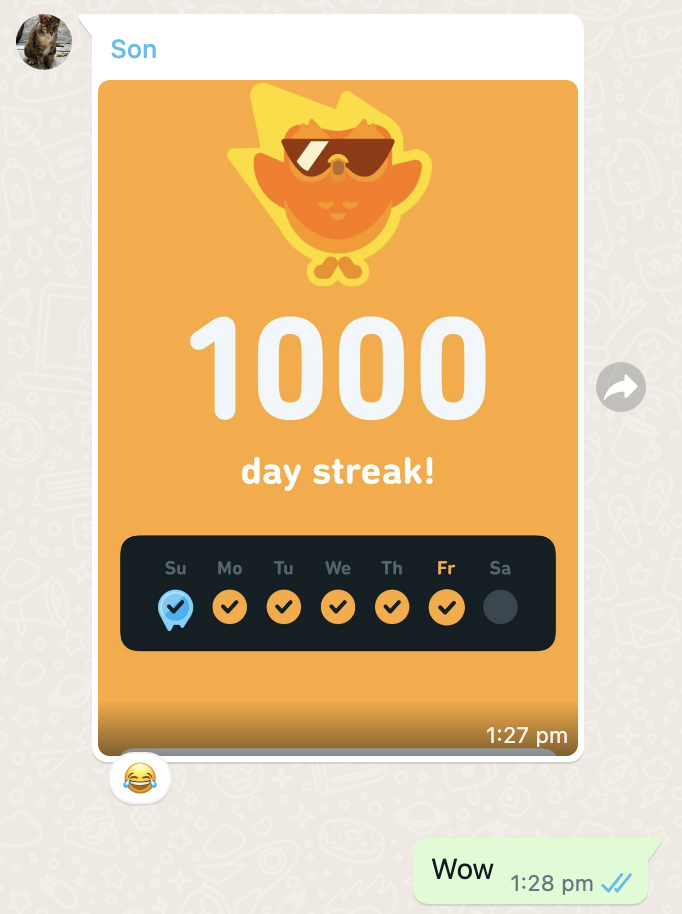 Son
1000
day streak!
Su Mo Tu We Th Fr Sa
1:27 pm
Wow 1:28 pm